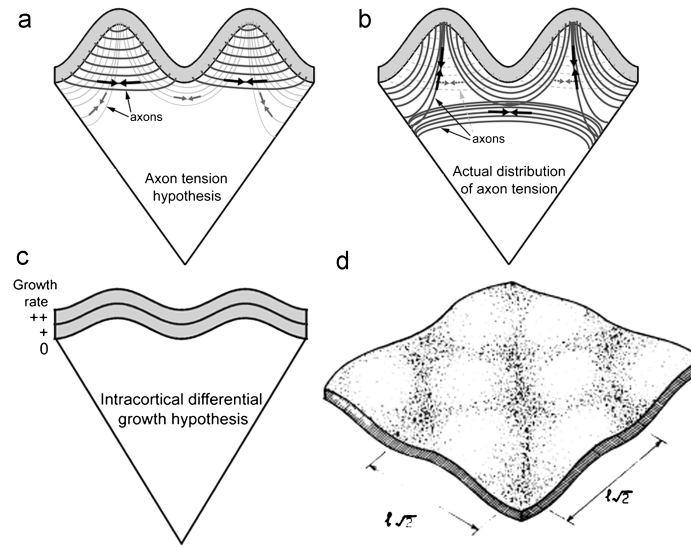 a
axons
Axon tension
hypothesis
b
axons
Actual distribution
of axon tension
c
Growth
rate
++
+
0
Intracortical differential
growth hypothesis
d
ℓ√2
ℓ√2